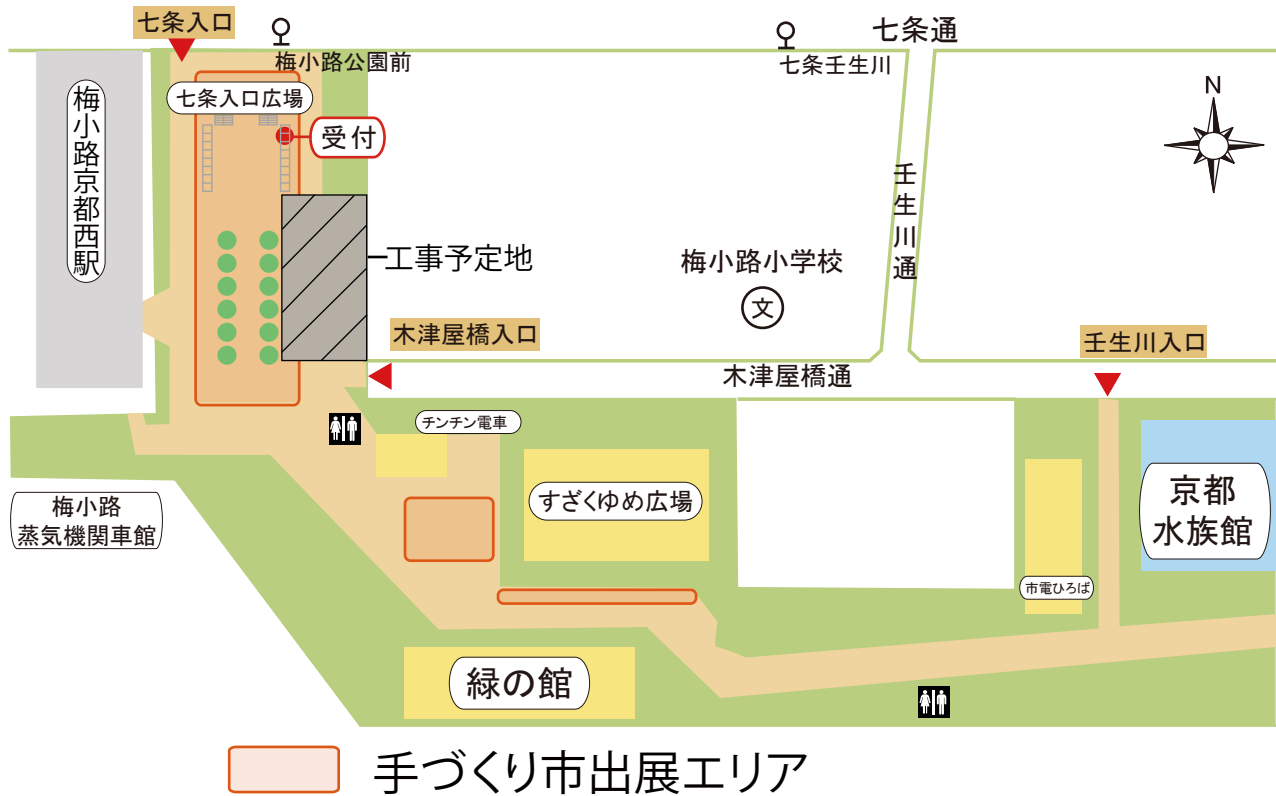 七条入口
七条通
梅小路公園前
七条壬生川
七条入口広場
N
受付
梅小路京都西駅
壬生川通
工事予定地
梅小路小学校
文
木津屋橋入口
壬生川入口
木津屋橋通
チンチン電車
すざくゆめ広場
京都
水族館
梅小路
蒸気機関車館
市電ひろば
緑の館
手づくり市出展エリア